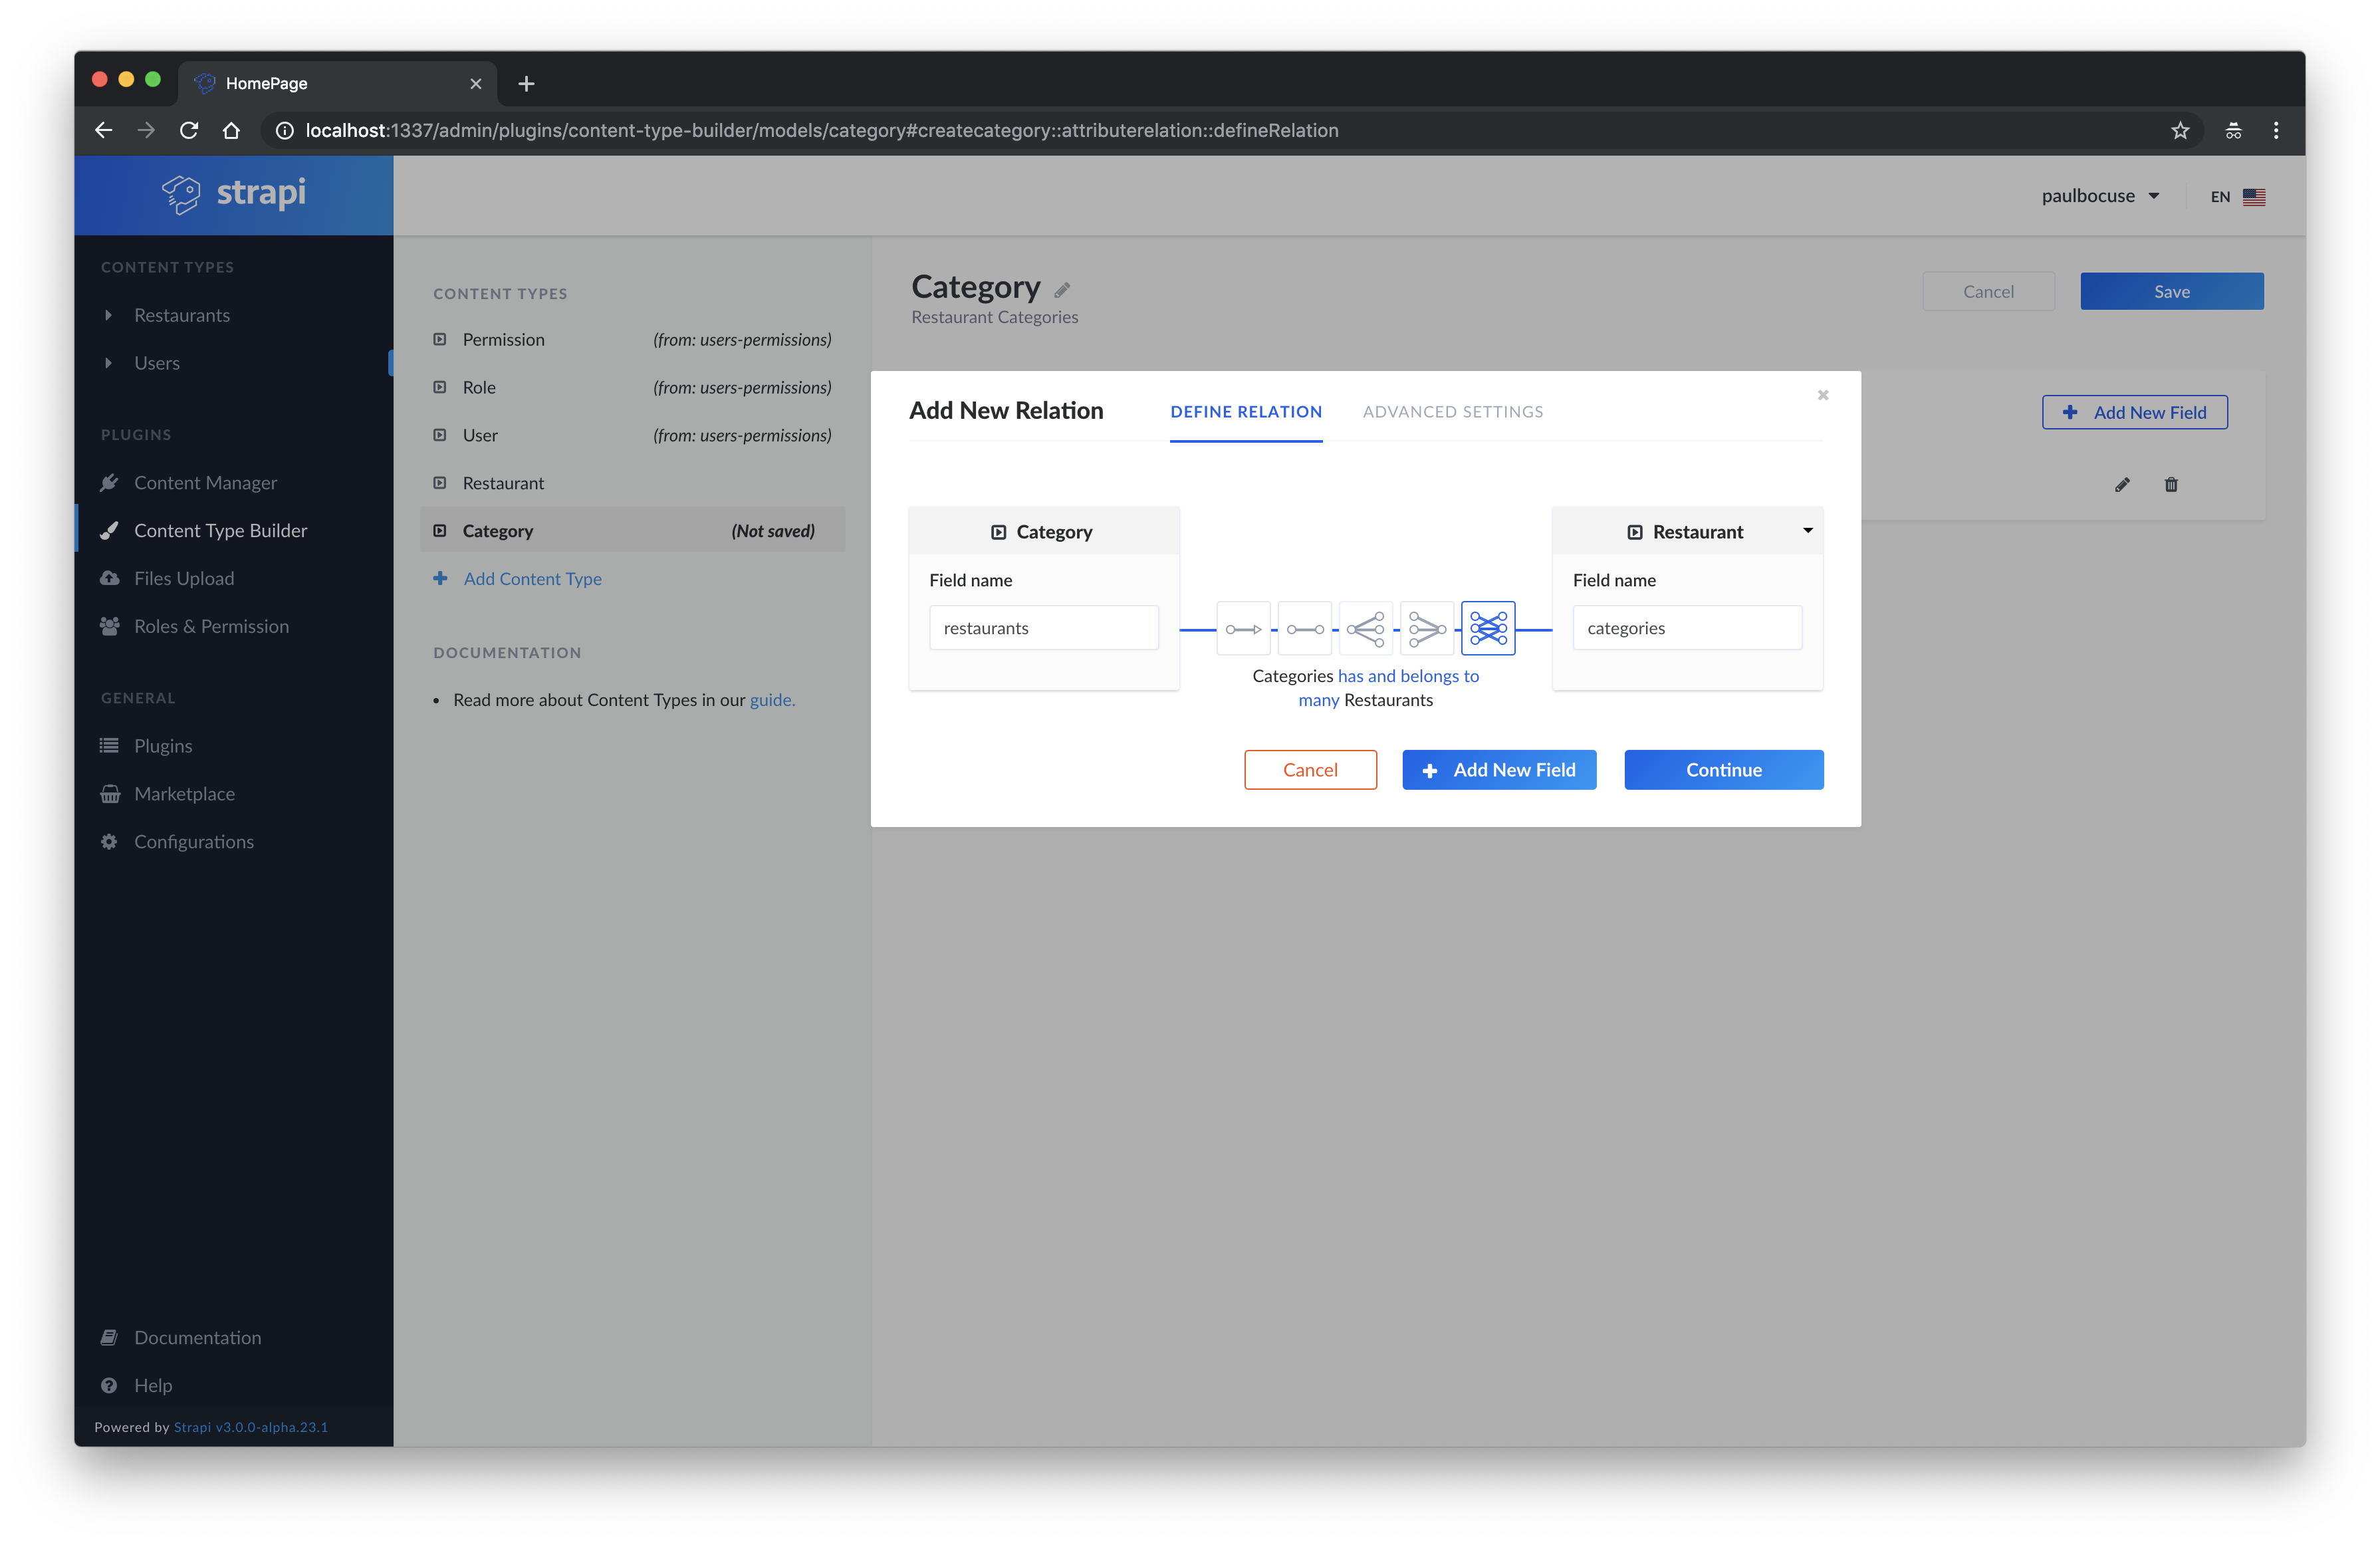 HomePage
localhost:1337/admin/plugins/content-type-builder/models/category#createcategory::attributerelation::defineRelation
strapi
paulbocuse
EN
CONTENT TYPES
Restaurants
Users
PLUGINS
Content Manager
Content Type Builder
Files Upload
Roles & Permission
GENERAL
Plugins
Marketplace
Configurations
Documentation
Help
Powered by Strapi v3.0.0-alpha.23.1
CONTENT TYPES
Permission (from: users-permissions)
Role (from: users-permissions)
User (from: users-permissions)
Restaurant
Category (Not saved)
Add Content Type
DOCUMENTATION
Read more about Content Types in our guide.
Category
Restaurant Categories
Cancel
Save
Add New Field
Add New Relation
DEFINE RELATION
ADVANCED SETTINGS
Category
Field name
restaurants
Categories has and belongs to
many Restaurants
Restaurant
Field name
categories
Cancel
Add New Field
Continue